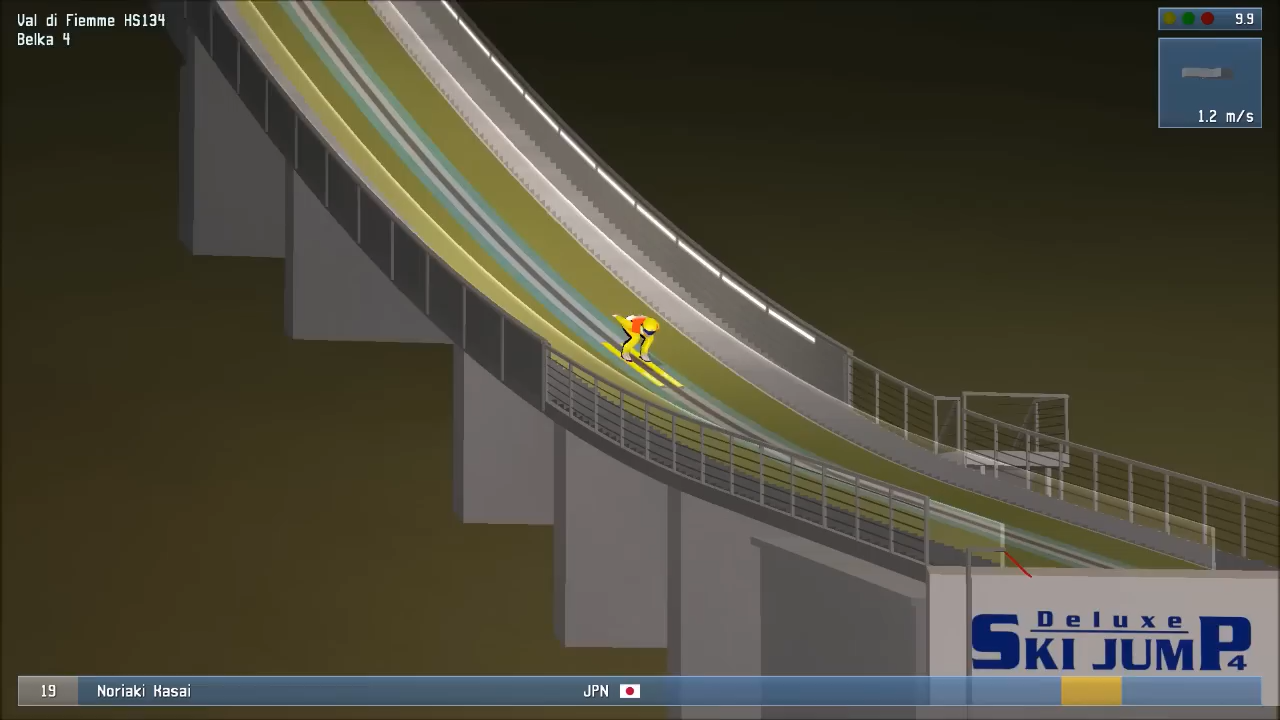 Val di Fiemme HS134
Belka 4
9.9
1.2 m/s
Deluxe
SKI JUMP
4
19 Noriaki Kasai JPN